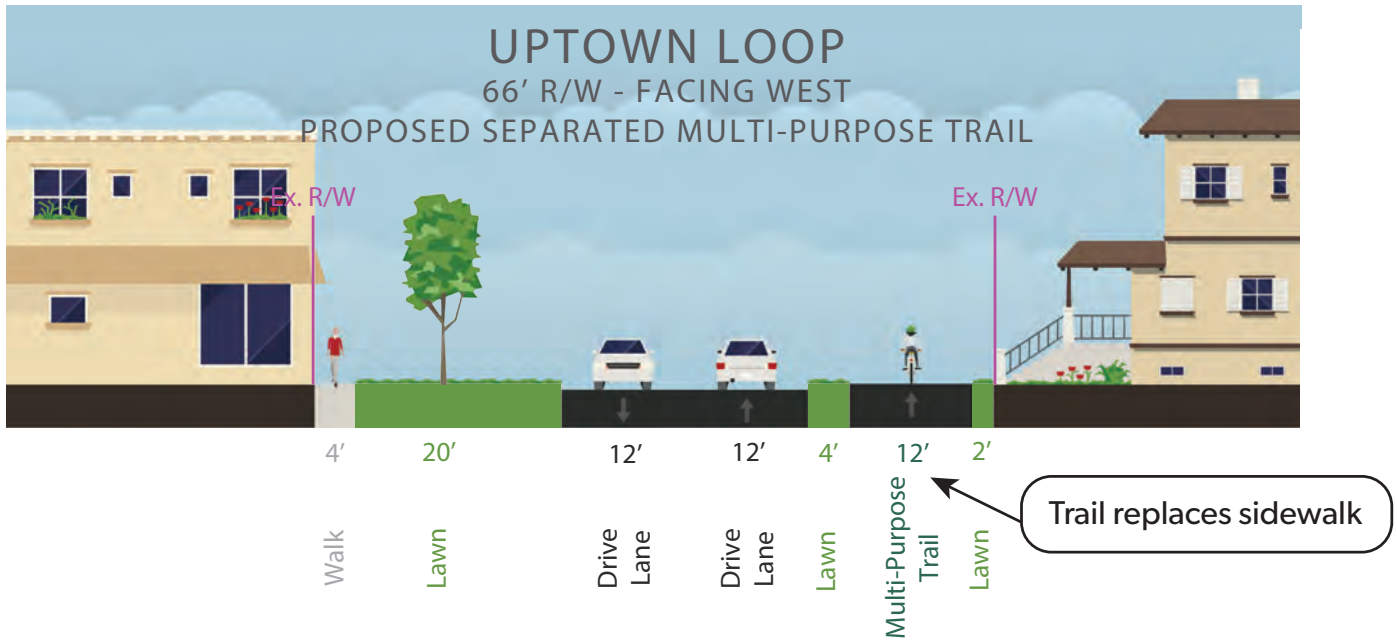 UPTOWN LOOP
66’ R/W - FACING WEST
PROPOSED SEPARATED MULTI-PURPOSE TRAIL
Ex. R/W
Ex. R/W
4’
20’
12’
12’
4’
12’
2’
Trail replaces sidewalk
Walk
Lawn
Drive
Lane
Drive
Lane
Lawn
Multi-Purpose
Trail
Lawn